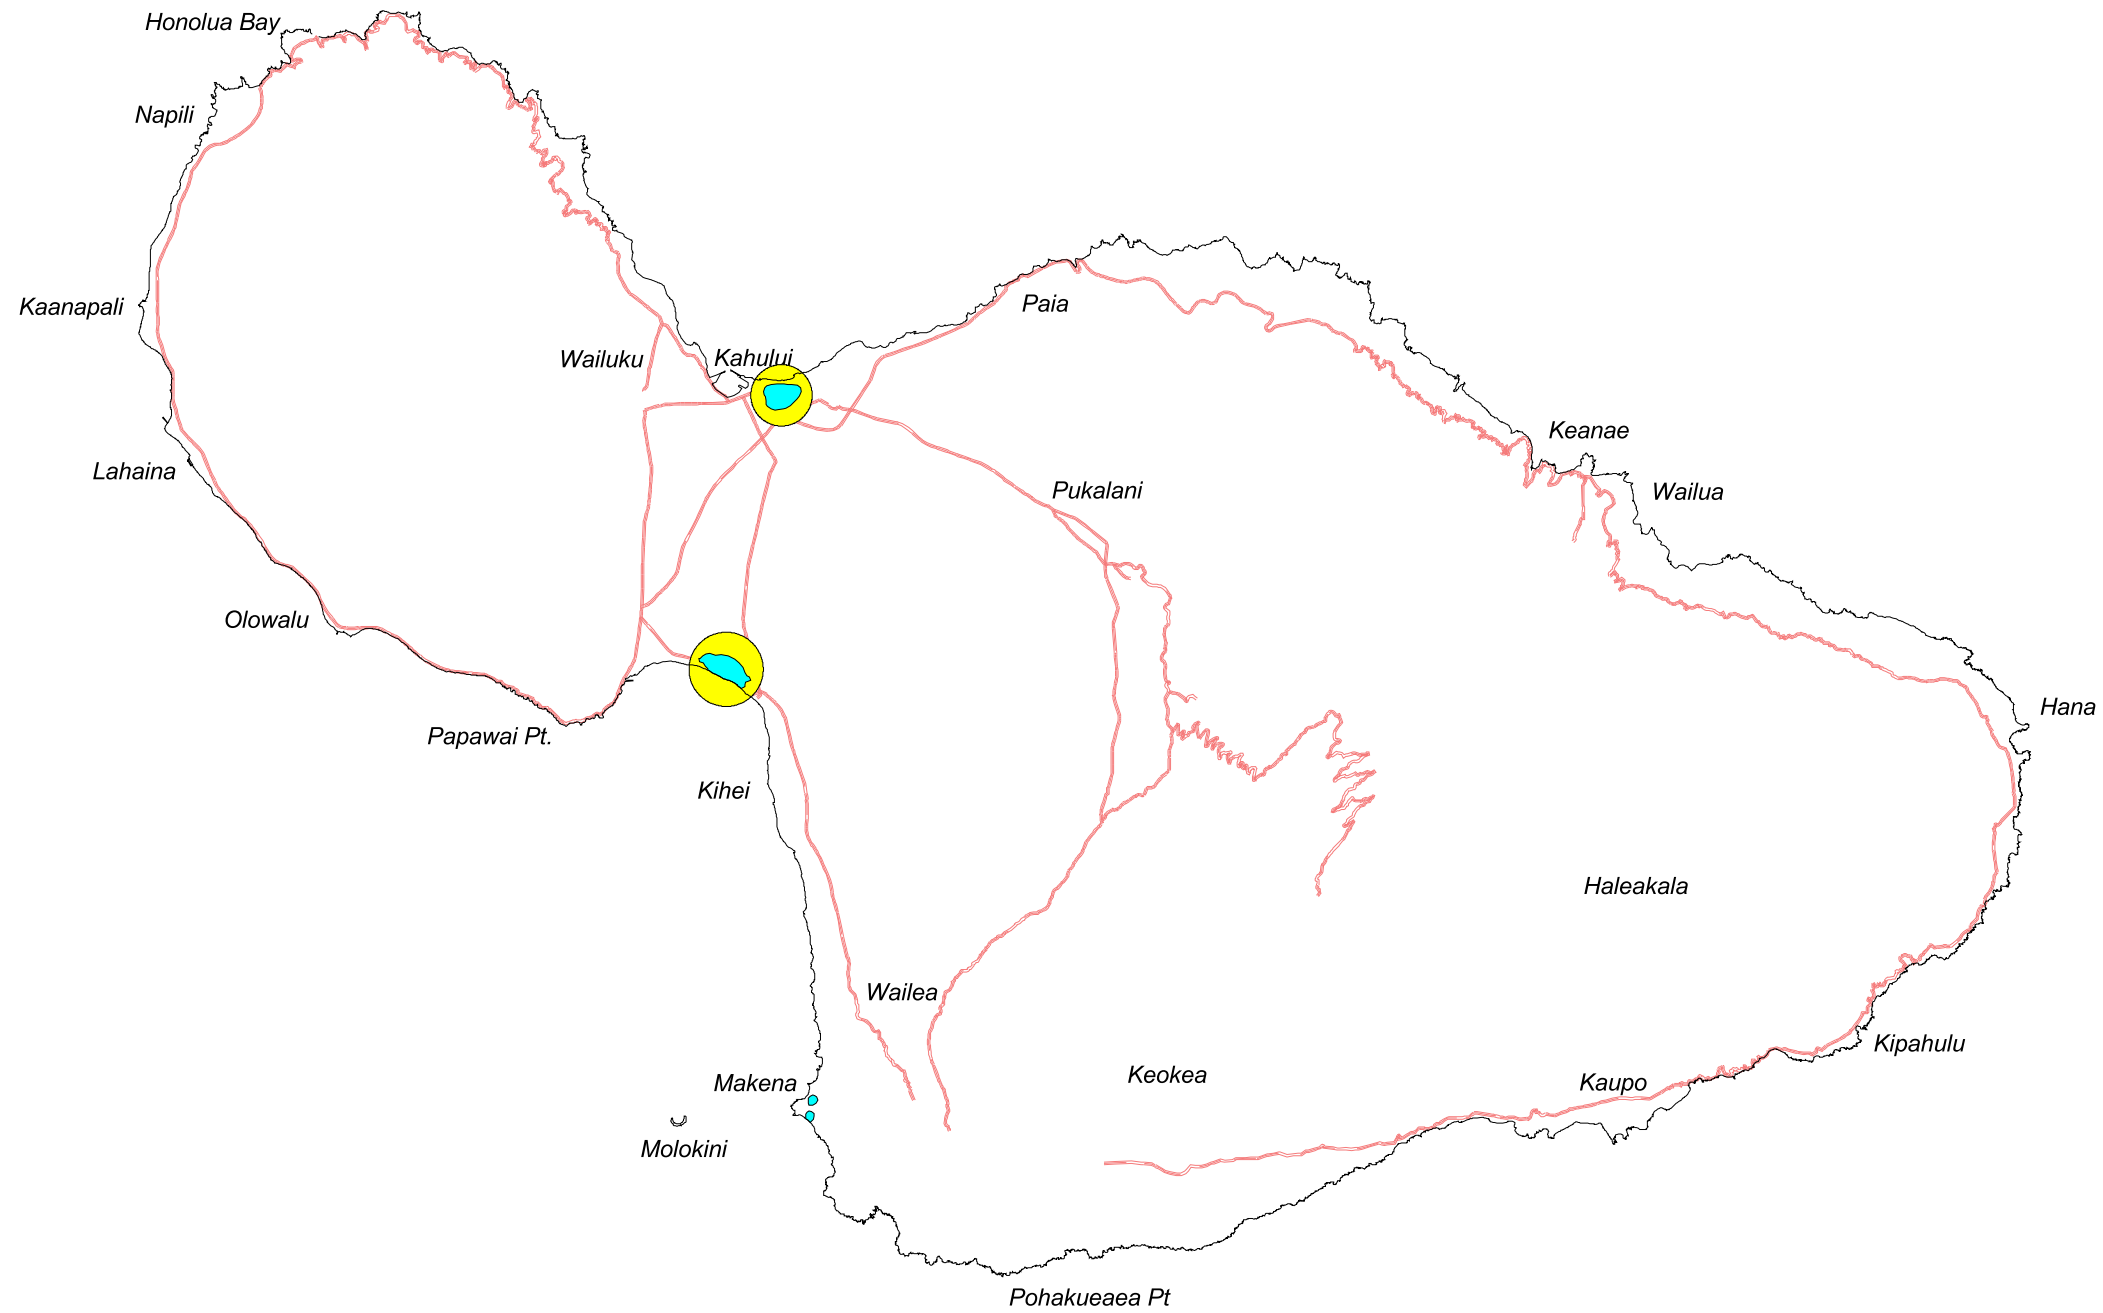 Honolua Bay
Napili
Kaanapali
Paia
Wailuku
Kahului
Keanae
Lahaina
Pukalani
Wailua
Olowalu
Hana
Papawai Pt.
Kihei
Haleakala
Wailea
Kipahulu
Makena
Keokea
Kaupo
Molokini
Pohakueaea Pt